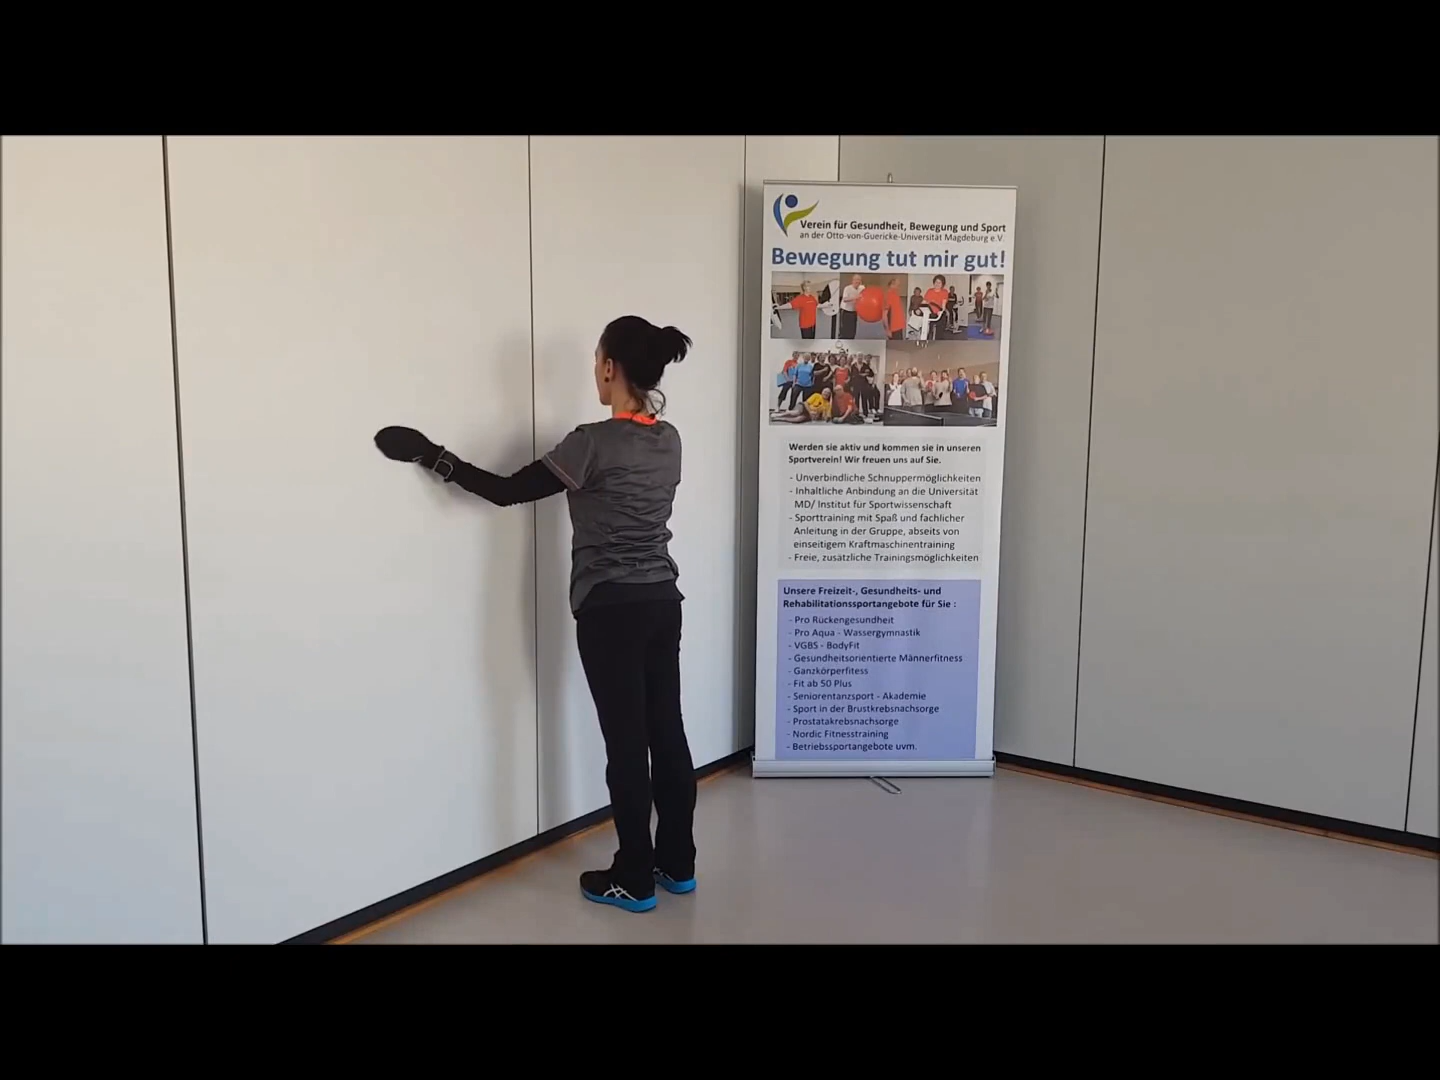 Verein für Gesundheit, Bewegung und Sport
an der Otto-von-Guericke-Universität Magdeburg e.V.
Bewegung tut mir gut!
Werden sie aktiv und kommen sie in unseren
Sportverein! Wir freuen uns auf Sie.
- Unverbindliche Schnuppermöglichkeiten
- Inhaltliche Anbindung an die Universität
MD/ Institut für Sportwissenschaft
- Sporttraining mit Spaß und fachlicher
Anleitung in der Gruppe, abseits von
einseitigem Kraftmaschinentraining
- Freie, zusätzliche Trainingsmöglichkeiten
Unsere Freizeit-, Gesundheits- und
Rehabilitationssportangebote für Sie :
- Pro Rückengesundheit
- Pro Aqua - Wassergymnastik
- VGBS - BodyFit
- Gesundheitsorientierte Männerfitness
- Ganzkörperfitess
- Fit ab 50 Plus
- Seniorentanzsport - Akademie
- Sport in der Brustkrebsnachsorge
- Prostatakrebsnachsorge
- Nordic Fitnesstraining
- Betriebssportangebote uvm.